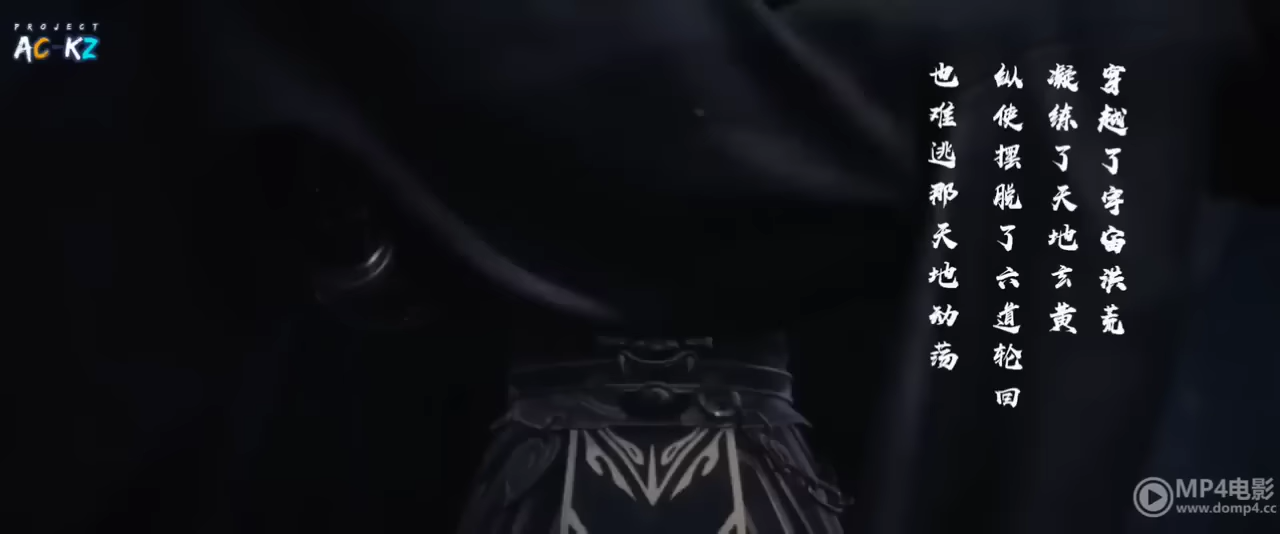 PROJECT
AC-KZ
穿越了宇宙洪荒
凝练了天地玄黄
纵使摆脱了六道轮回
也难逃那天地动荡
MP4电影
www.domp4.cc